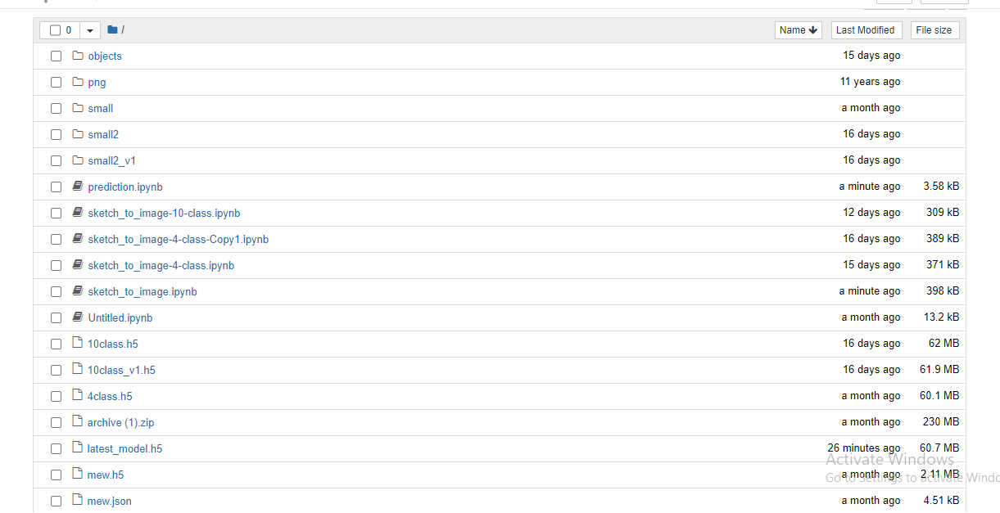 0 / Name Last Modified File size
objects 15 days ago
png 11 years ago
small a month ago
small2 16 days ago
small2_v1 16 days ago
prediction.ipynb a minute ago 3.58 kB
sketch_to_image-10-class.ipynb 12 days ago 309 kB
sketch_to_image-4-class-Copy1.ipynb 16 days ago 389 kB
sketch_to_image-4-class.ipynb 15 days ago 371 kB
sketch_to_image.ipynb a minute ago 398 kB
Untitled.ipynb a month ago 13.2 kB
10class.h5 16 days ago 62 MB
10class_v1.h5 16 days ago 61.9 MB
4class.h5 a month ago 60.1 MB
archive (1).zip a month ago 230 MB
latest_model.h5 26 minutes ago 60.7 MB
Activate Windows
mew.h5 a month ago 2.11 MB
Go to Settings to activate Windo
mew.json a month ago 4.51 kB